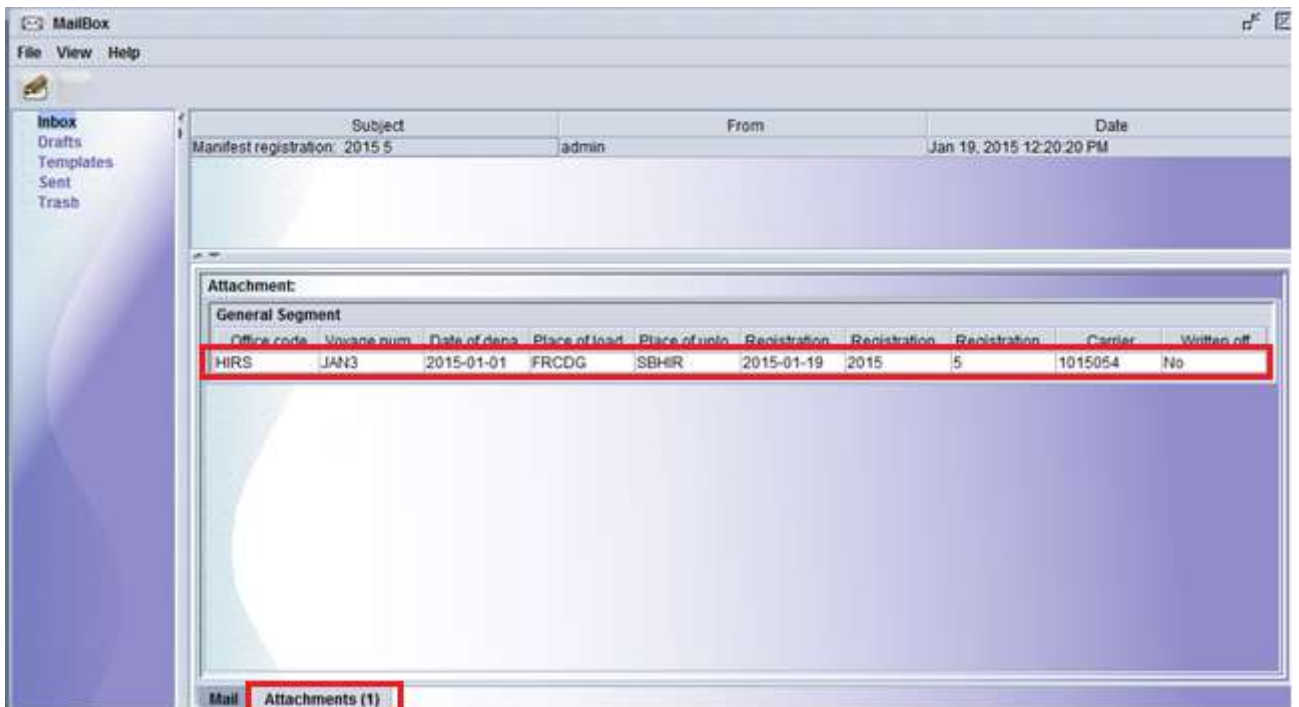 MailBox
File View Help
Inbox
Drafts
Templates
Sent
Trash
Subject From Date
Manifest registration: 2015 5 admin Jan 19, 2015 12:20:20 PM
Attachment:
General Segment
Office code Voyage num Date of depa Place of load Place of unlo Registration Registration Registration Carrier Written off
HIRS JAN3 2015-01-01 FRCDG SBHIR 2015-01-19 2015 5 1015054 No
Mail Attachments (1)